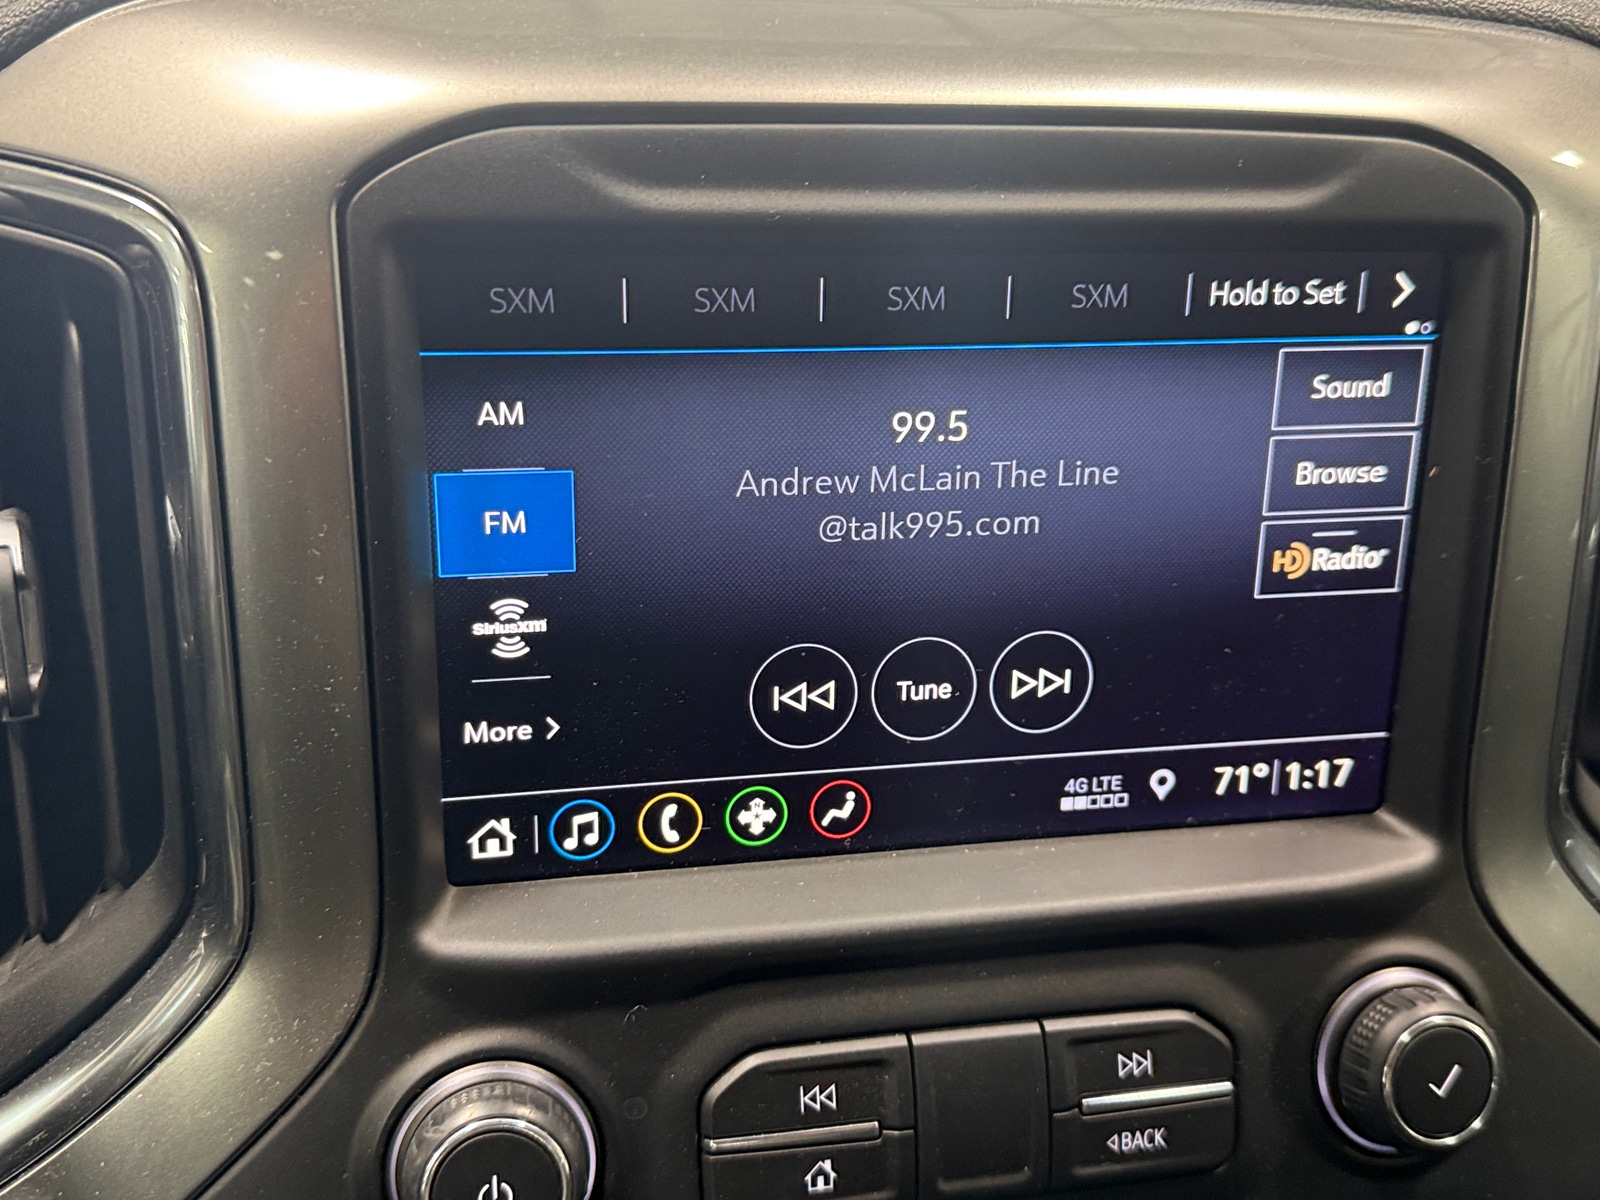 SXM | SXM | SXM | SXM | Hold to Set |
AM
FM
SiriusXM
More
99.5
Andrew McLain The Line
@talk995.com
Sound
Browse
HD Radio
Tune
4G LTE
71° | 1:17
BACK